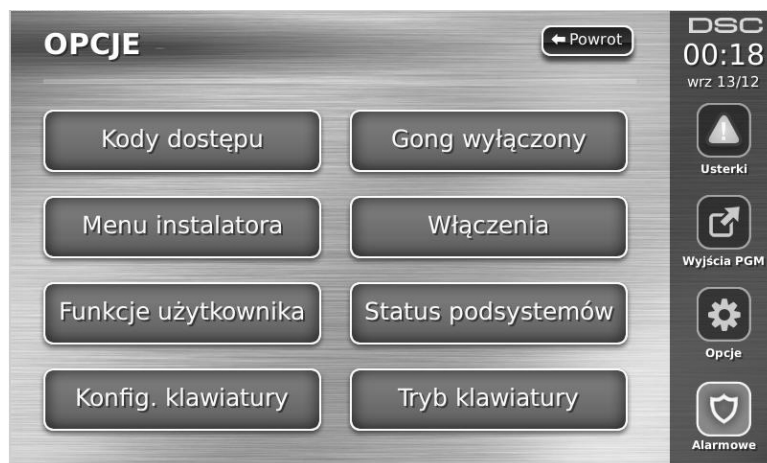 OPCJE
Powrot
DSC
00:18
wrz 13/12
Kody dostępu
Gong wyłączony
Usterki
Menu instalatora
Włączenia
Wyjścia PGM
Funkcje użytkownika
Status podsystemów
Opcje
Konfig. klawiatury
Tryb klawiatury
Alarmowe